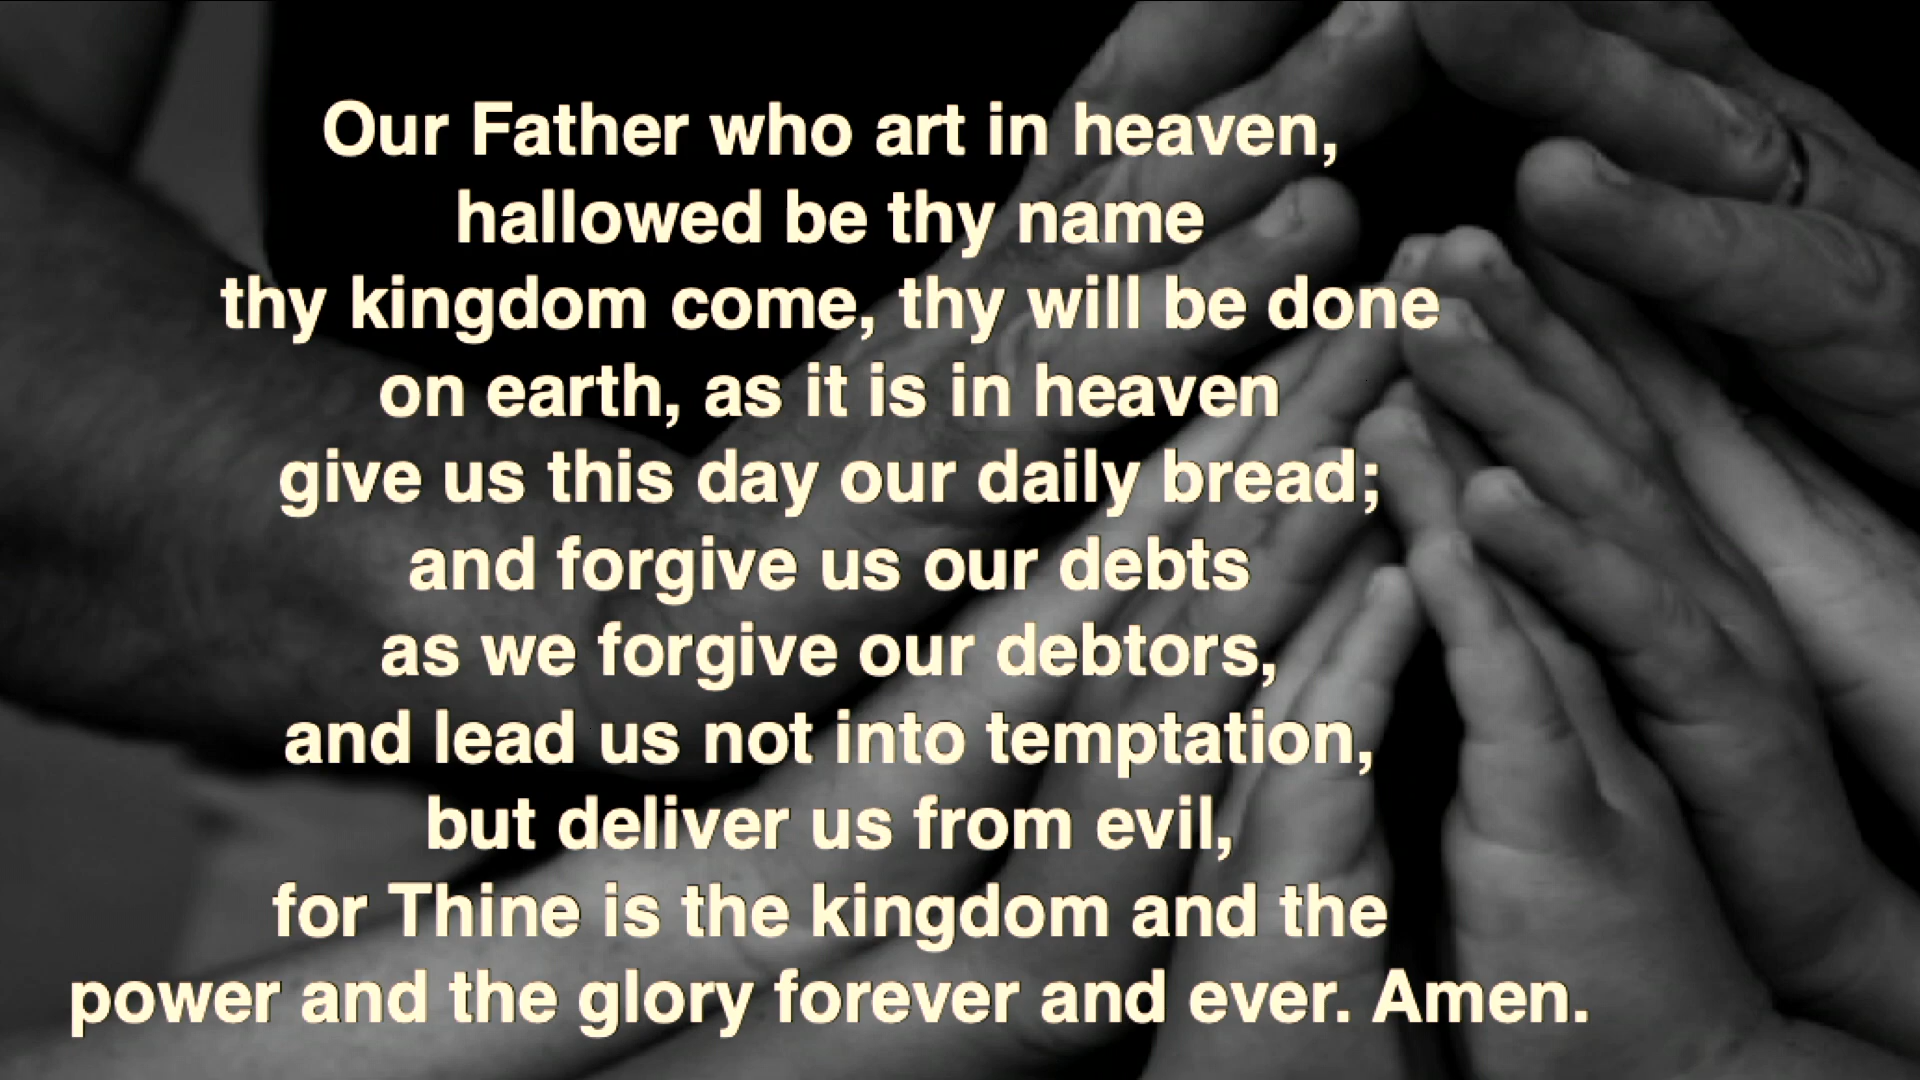 Our Father who art in heaven,
hallowed be thy name
thy kingdom come, thy will be done
on earth, as it is in heaven
give us this day our daily bread;
and forgive us our debts
as we forgive our debtors,
and lead us not into temptation,
but deliver us from evil,
for Thine is the kingdom and the
power and the glory forever and ever. Amen.